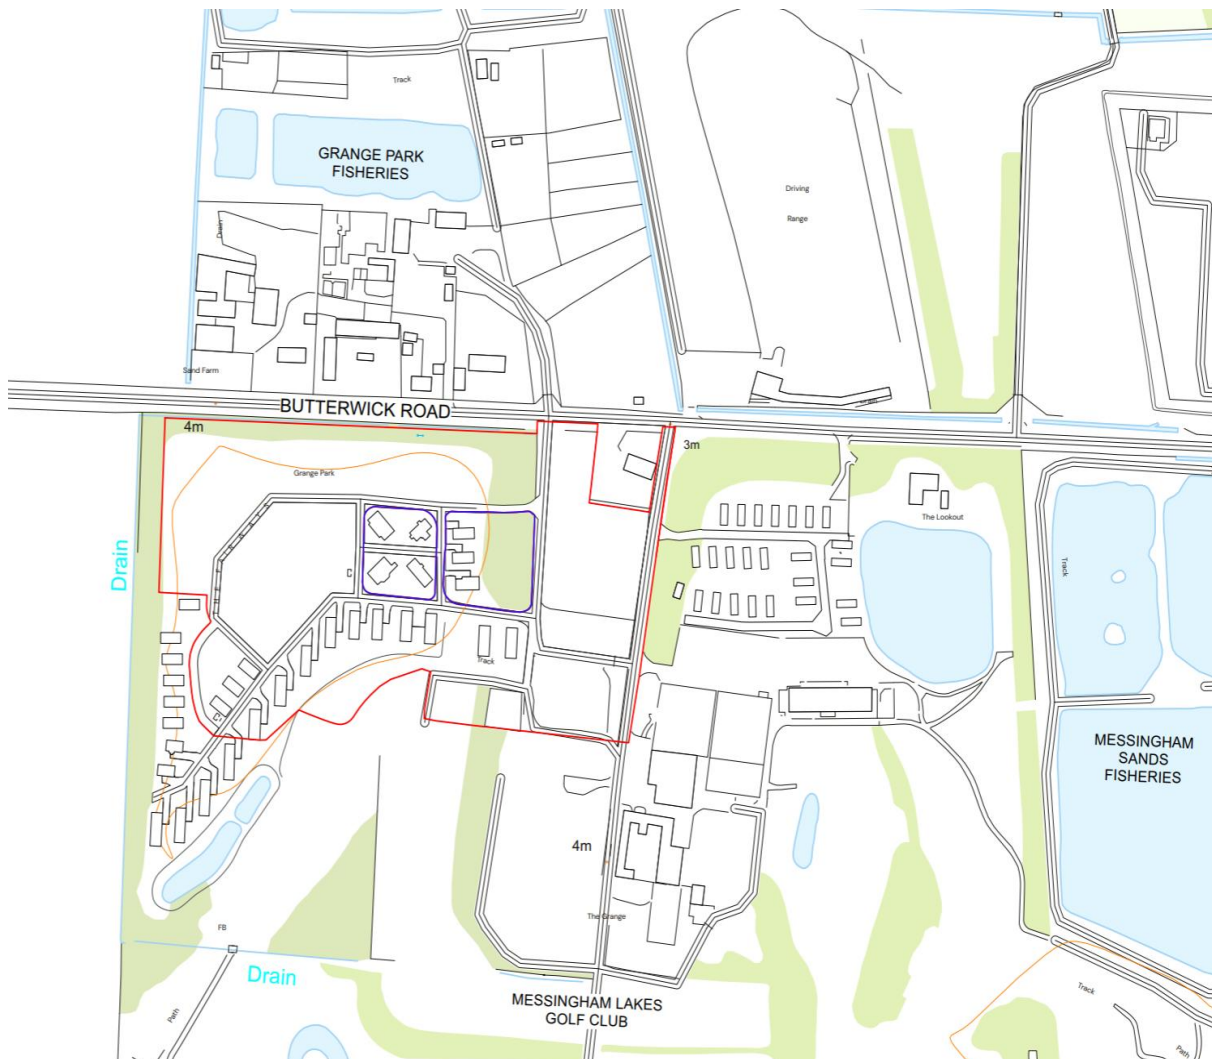 Track
GRANGE PARK
FISHERIES
Driving
Range
Drain
Sand Farm
BUTTERWICK ROAD
4m
3m
Grange Park
The Lookout
Drain
Track
Track
MESSINGHAM
SANDS
FISHERIES
4m
The Grange
FB
Drain
MESSINGHAM LAKES
GOLF CLUB
Path
Track
Path